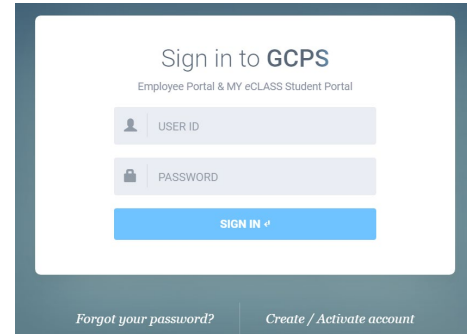 Sign in to GCPS
Employee Portal & MY eCLASS Student Portal
USER ID
PASSWORD
SIGN IN
Forgot your password?
Create / Activate account